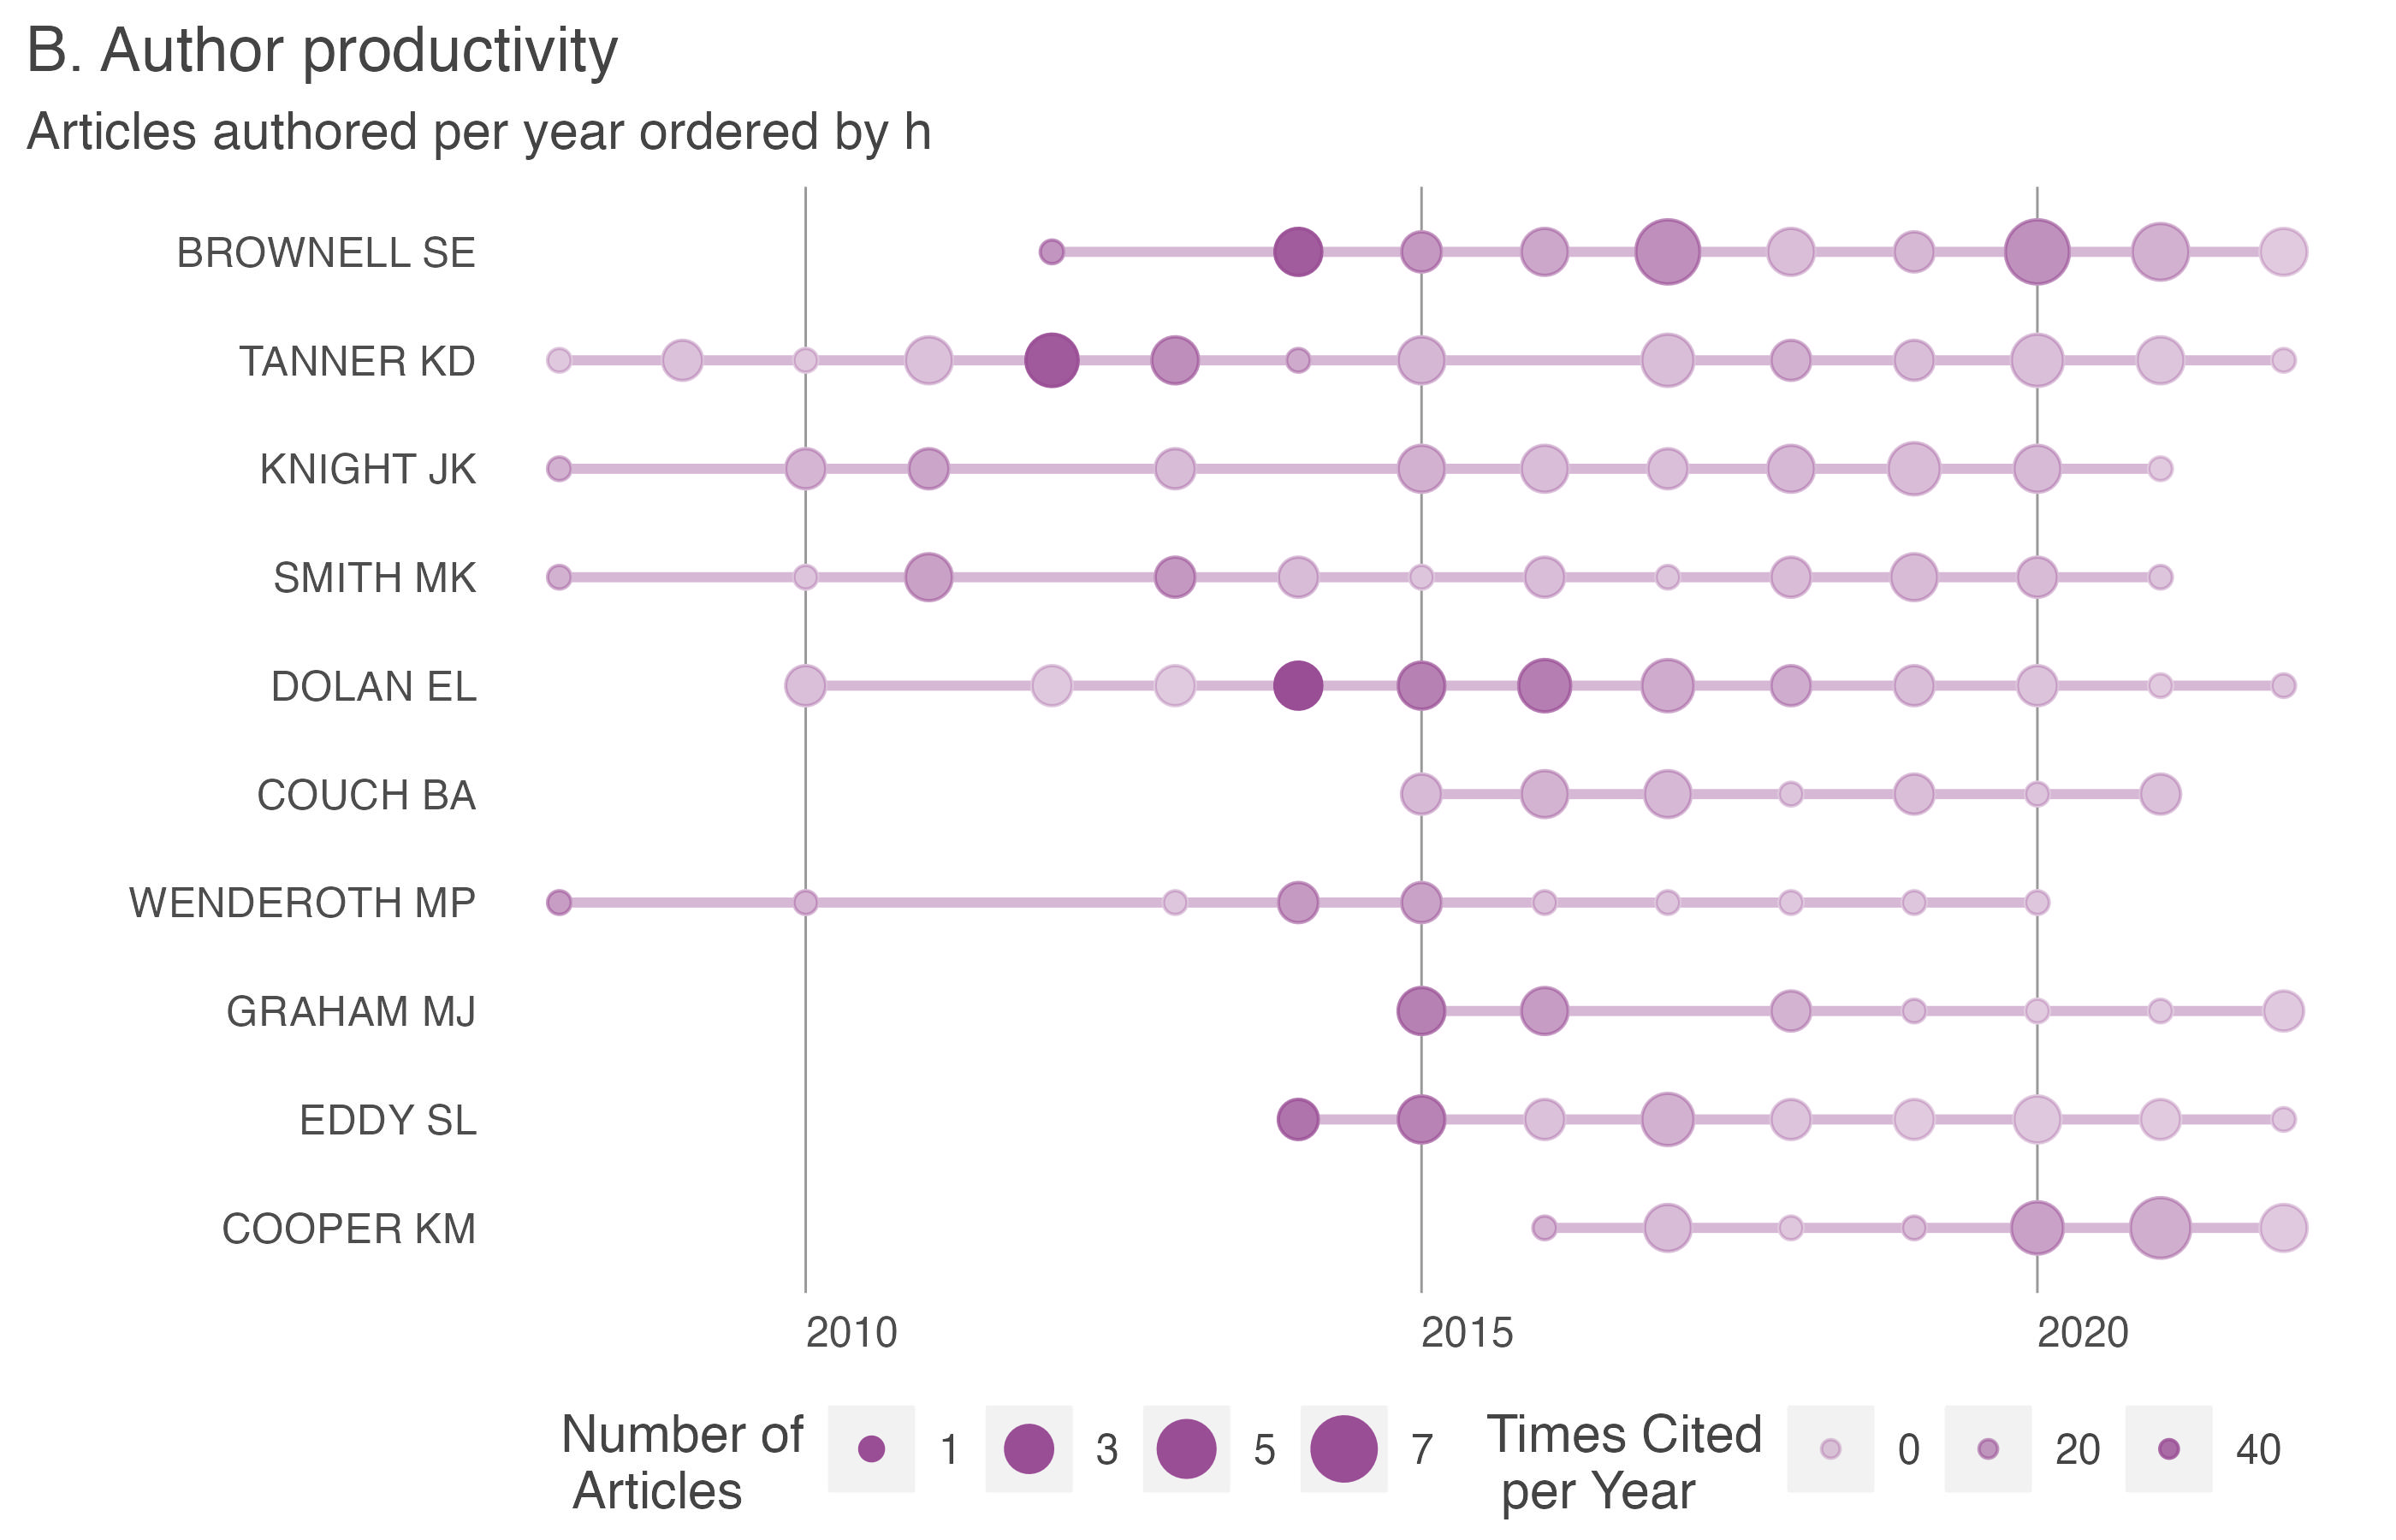 B. Author productivity
Articles authored per year ordered by h
BROWNELL SE
TANNER KD
KNIGHT JK
SMITH MK
DOLAN EL
COUCH BA
WENDEROTH MP
GRAHAM MJ
EDDY SL
COOPER KM
2010 2015 2020
Number of
Articles
1 3 5 7
Times Cited
per Year
0 20 40